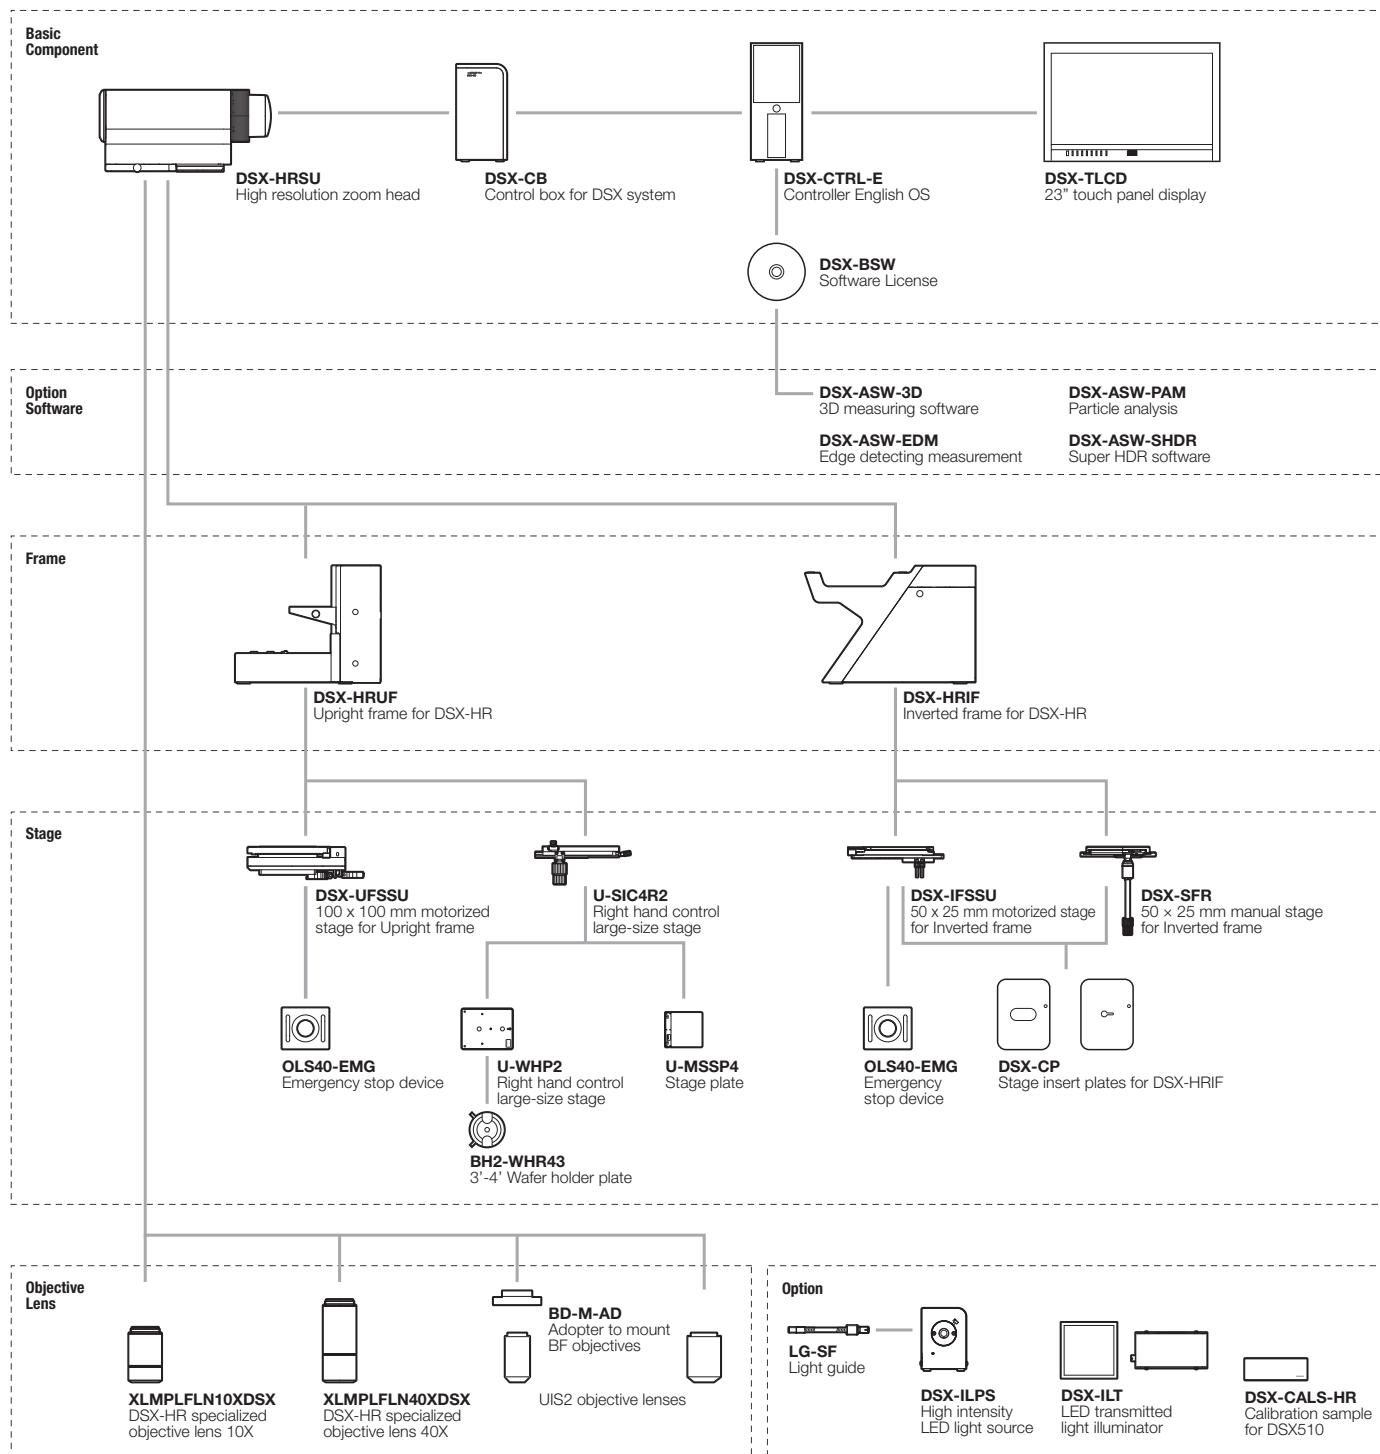 Basic
Component
DSX-HRSU
High resolution zoom head
DSX-CB
Control box for DSX system
DSX-CTRL-E
Controller English OS
DSX-TLCD
23” touch panel display
DSX-BSW
Software License
Option
Software
DSX-ASW-3D
3D measuring software
DSX-ASW-PAM
Particle analysis
DSX-ASW-EDM
Edge detecting measurement
DSX-ASW-SHDR
Super HDR software
Frame
DSX-HRUF
Upright frame for DSX-HR
DSX-HRIF
Inverted frame for DSX-HR
Stage
DSX-UFSSU
100 x 100 mm motorized
stage for Upright frame
U-SIC4R2
Right hand control
large-size stage
DSX-IFSSU
50 x 25 mm motorized stage
for Inverted frame
DSX-SFR
50 × 25 mm manual stage
for Inverted frame
OLS40-EMG
Emergency stop device
U-WHP2
Right hand control
large-size stage
U-MSSP4
Stage plate
OLS40-EMG
Emergency
stop device
DSX-CP
Stage insert plates for DSX-HRIF
BH2-WHR43
3’-4’ Wafer holder plate
Objective
Lens
XLMPLFLN10XDSX
DSX-HR specialized
objective lens 10X
XLMPLFLN40XDSX
DSX-HR specialized
objective lens 40X
BD-M-AD
Adopter to mount
BF objectives
UIS2 objective lenses
Option
LG-SF
Light guide
DSX-ILPS
High intensity
LED light source
DSX-ILT
LED transmitted
light illuminator
DSX-CALS-HR
Calibration sample
for DSX510